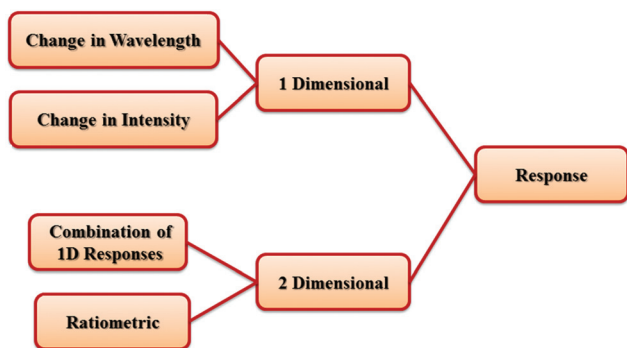 Change in Wavelength
Change in Intensity
1 Dimensional
Response
Combination of
1D Responses
Ratiometric
2 Dimensional